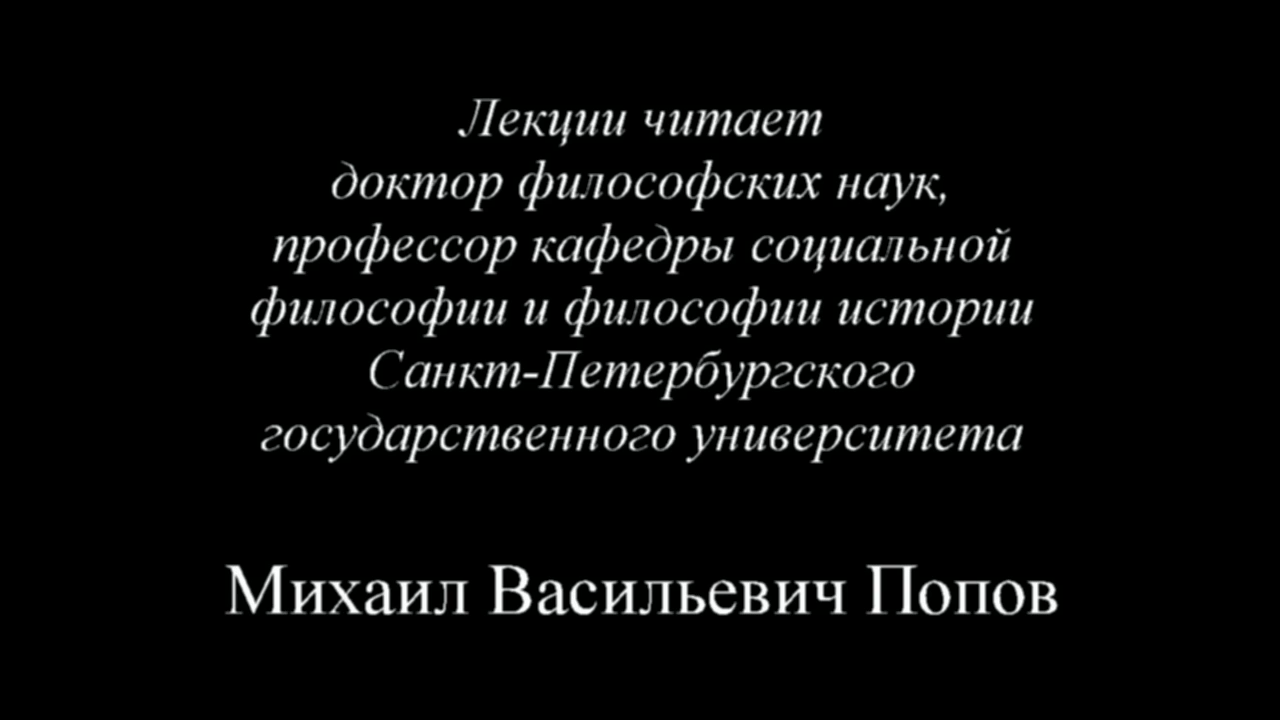 Лекции читает
доктор философских наук,
профессор кафедры социальной
философии и философии истории
Санкт-Петербургского
государственного университета
Михаил Васильевич Попов